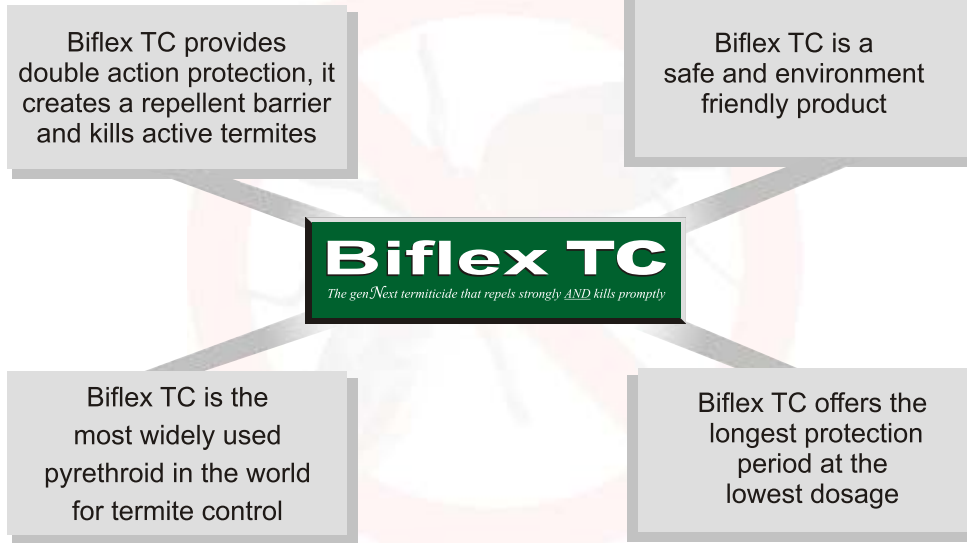 Biflex TC provides
double action protection, it
creates a repellent barrier
and kills active termites
Biflex TC is a
safe and environment
friendly product
Biflex TC
The genNext termiticide that repels strongly AND kills promptly
Biflex TC is the
most widely used
pyrethroid in the world
for termite control
Biflex TC offers the
longest protection
period at the
lowest dosage